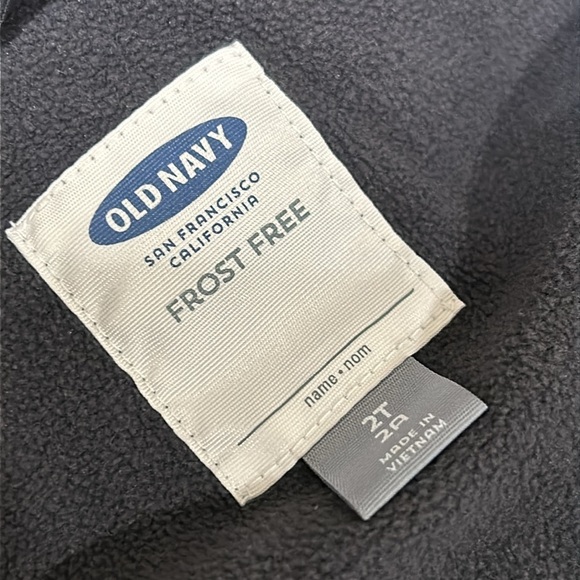 OLD NAVY
SAN FRANCISCO
CALIFORNIA
FROST FREE
name • nom
2T
2A
MADE IN
VIETNAM